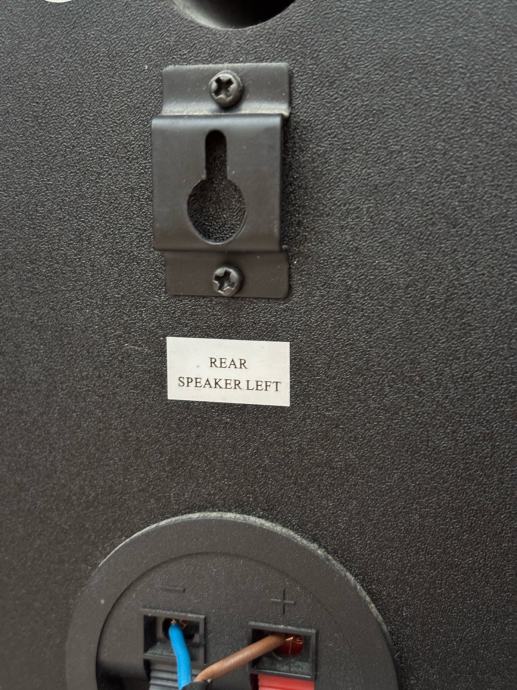 REAR
SPEAKER LEFT
- +